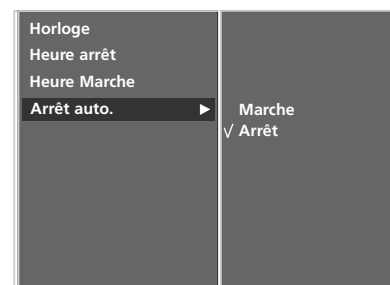 Horloge
Heure arrêt
Heure Marche
Arrêt auto. ▶
Marche
√ Arrêt